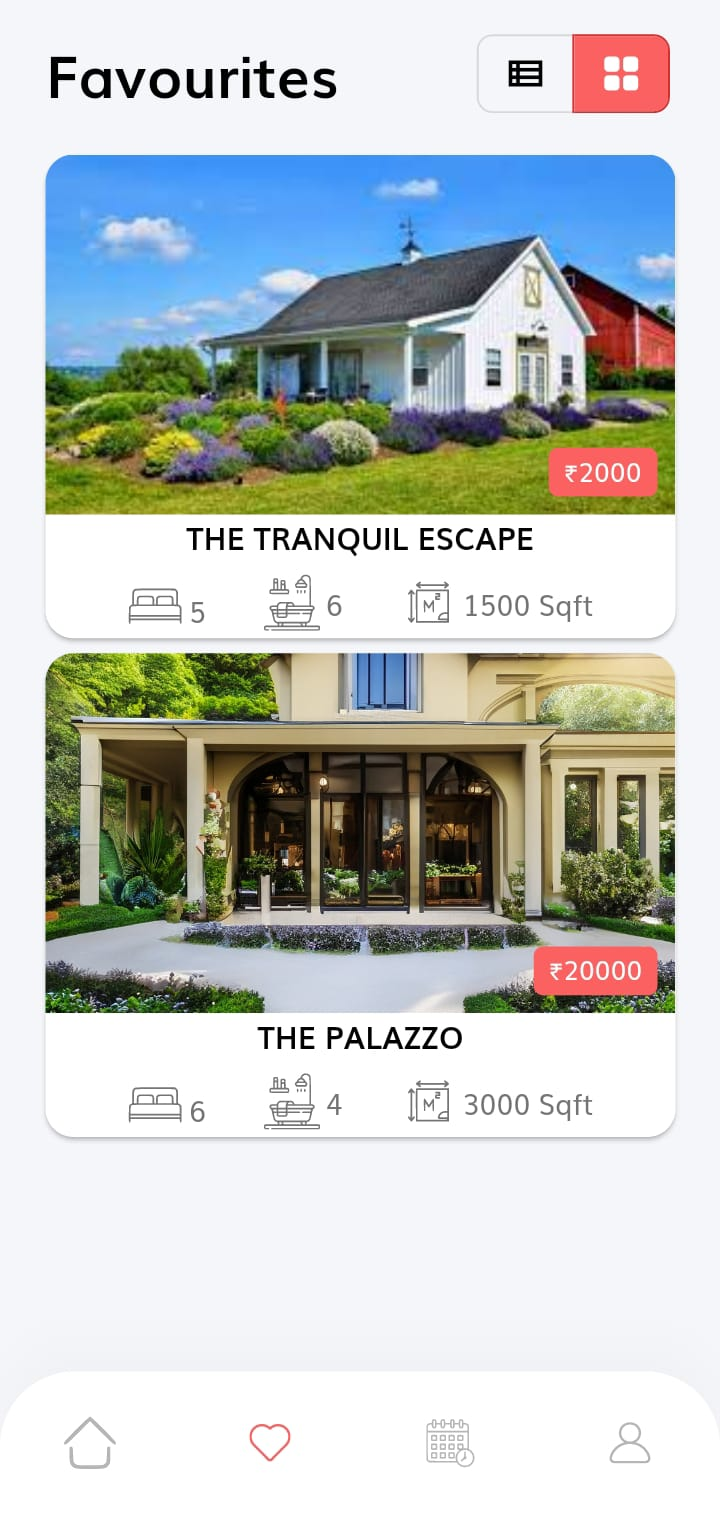 Favourites
₹2000
THE TRANQUIL ESCAPE
5 6 M² 1500 Sqft
₹20000
THE PALAZZO
6 4 M² 3000 Sqft